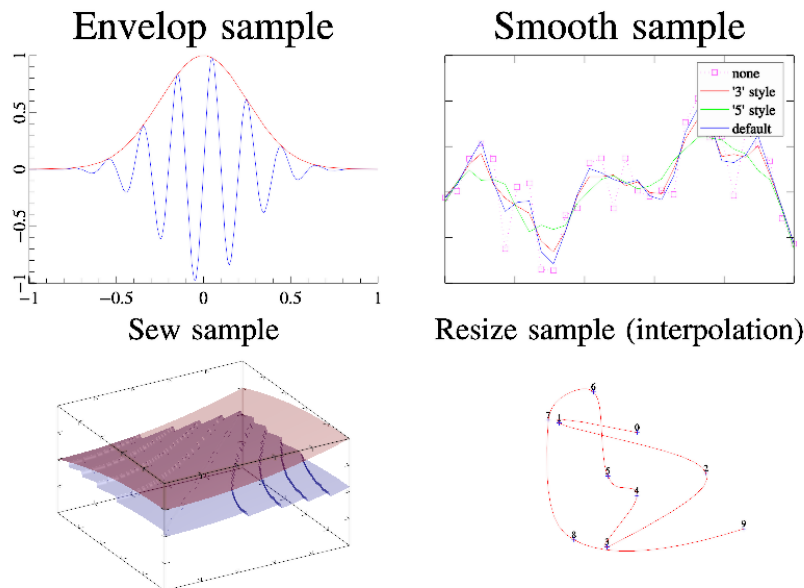 Envelop sample
Smooth sample
1
0.5
0
−0.5
−1
−1
−0.5
0
0.5
1
none
'3' style
'5' style
default
Sew sample
Resize sample (interpolation)
6
7
1
0
5
2
4
8
3
9